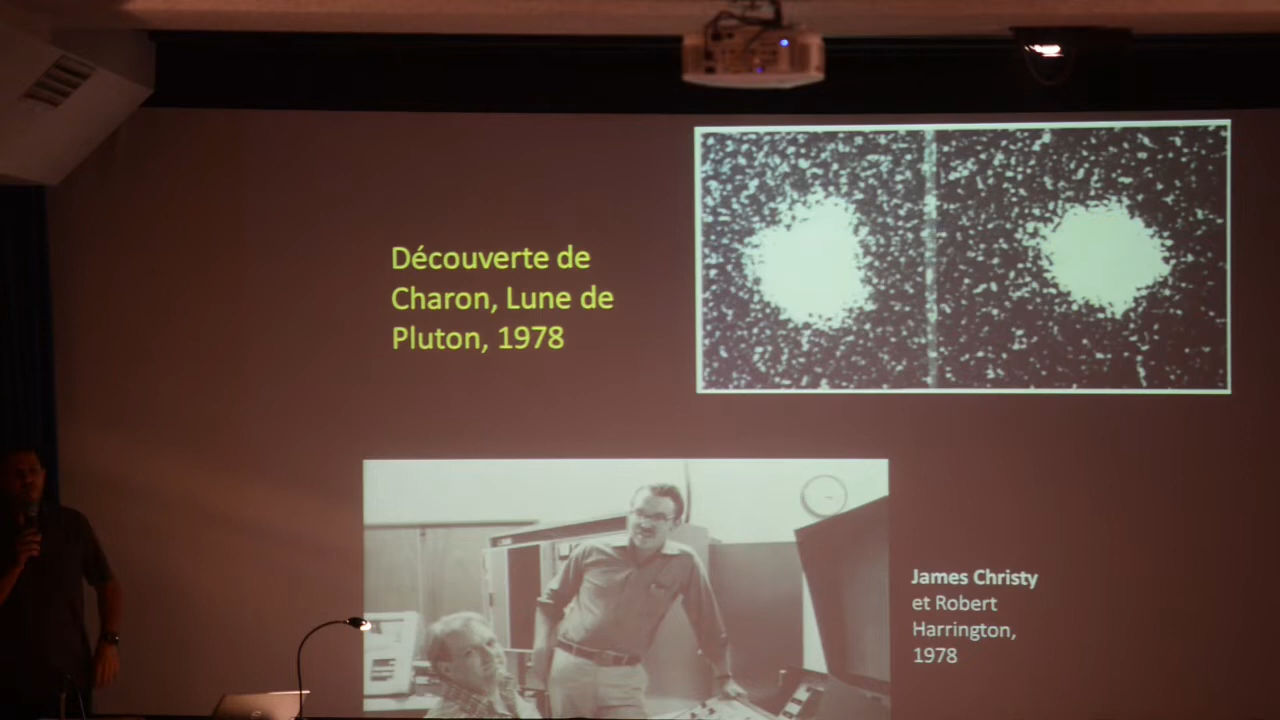 Découverte de
Charon, Lune de
Pluton, 1978
James Christy
et Robert
Harrington,
1978